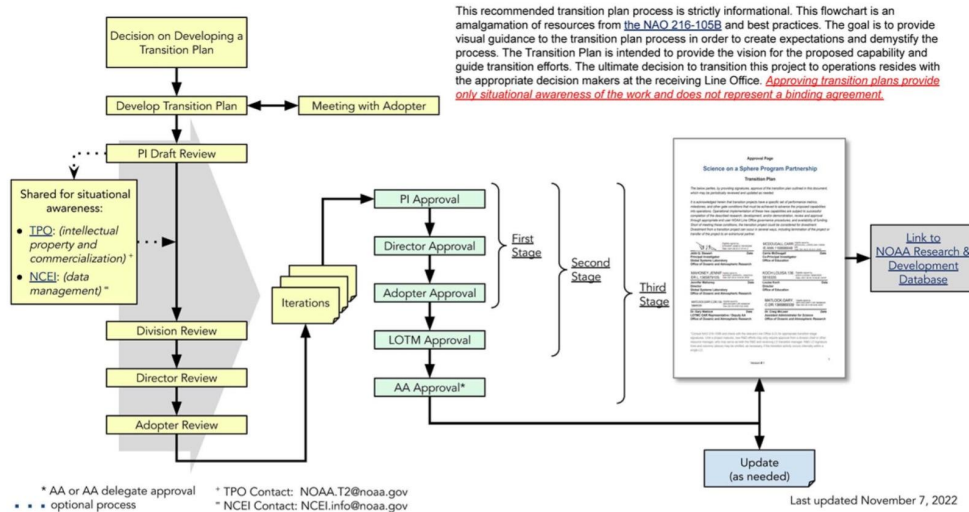 This recommended transition plan process is strictly informational. This flowchart is an
amalgamation of resources from the NAO 216-105B and best practices. The goal is to provide
visual guidance to the transition plan process in order to create expectations and demystify the
process. The Transition Plan is intended to provide the vision for the proposed capability and
guide transition efforts. The ultimate decision to transition this project to operations resides with
the appropriate decision makers at the receiving Line Office. Approving transition plans provide
only situational awareness of the work and does not represent a binding agreement.
Decision on Developing a
Transition Plan
Develop Transition Plan
Meeting with Adopter
PI Draft Review
Shared for situational
awareness:
• TPO: (intellectual
property and
commercialization) +
• NCEI: (data
management) =
Division Review
Director Review
Adopter Review
Iterations
PI Approval
Director Approval
Adopter Approval
LOTM Approval
AA Approval*
First
Stage
Second
Stage
Third
Stage
Approval Page
Science on a Sphere Program Partnership
Transition Plan
Link to
NOAA Research &
Development
Database
Update
(as needed)
* AA or AA delegate approval
optional process
+ TPO Contact: NOAA.T2@noaa.gov
= NCEI Contact: NCEI.info@noaa.gov
Last updated November 7, 2022